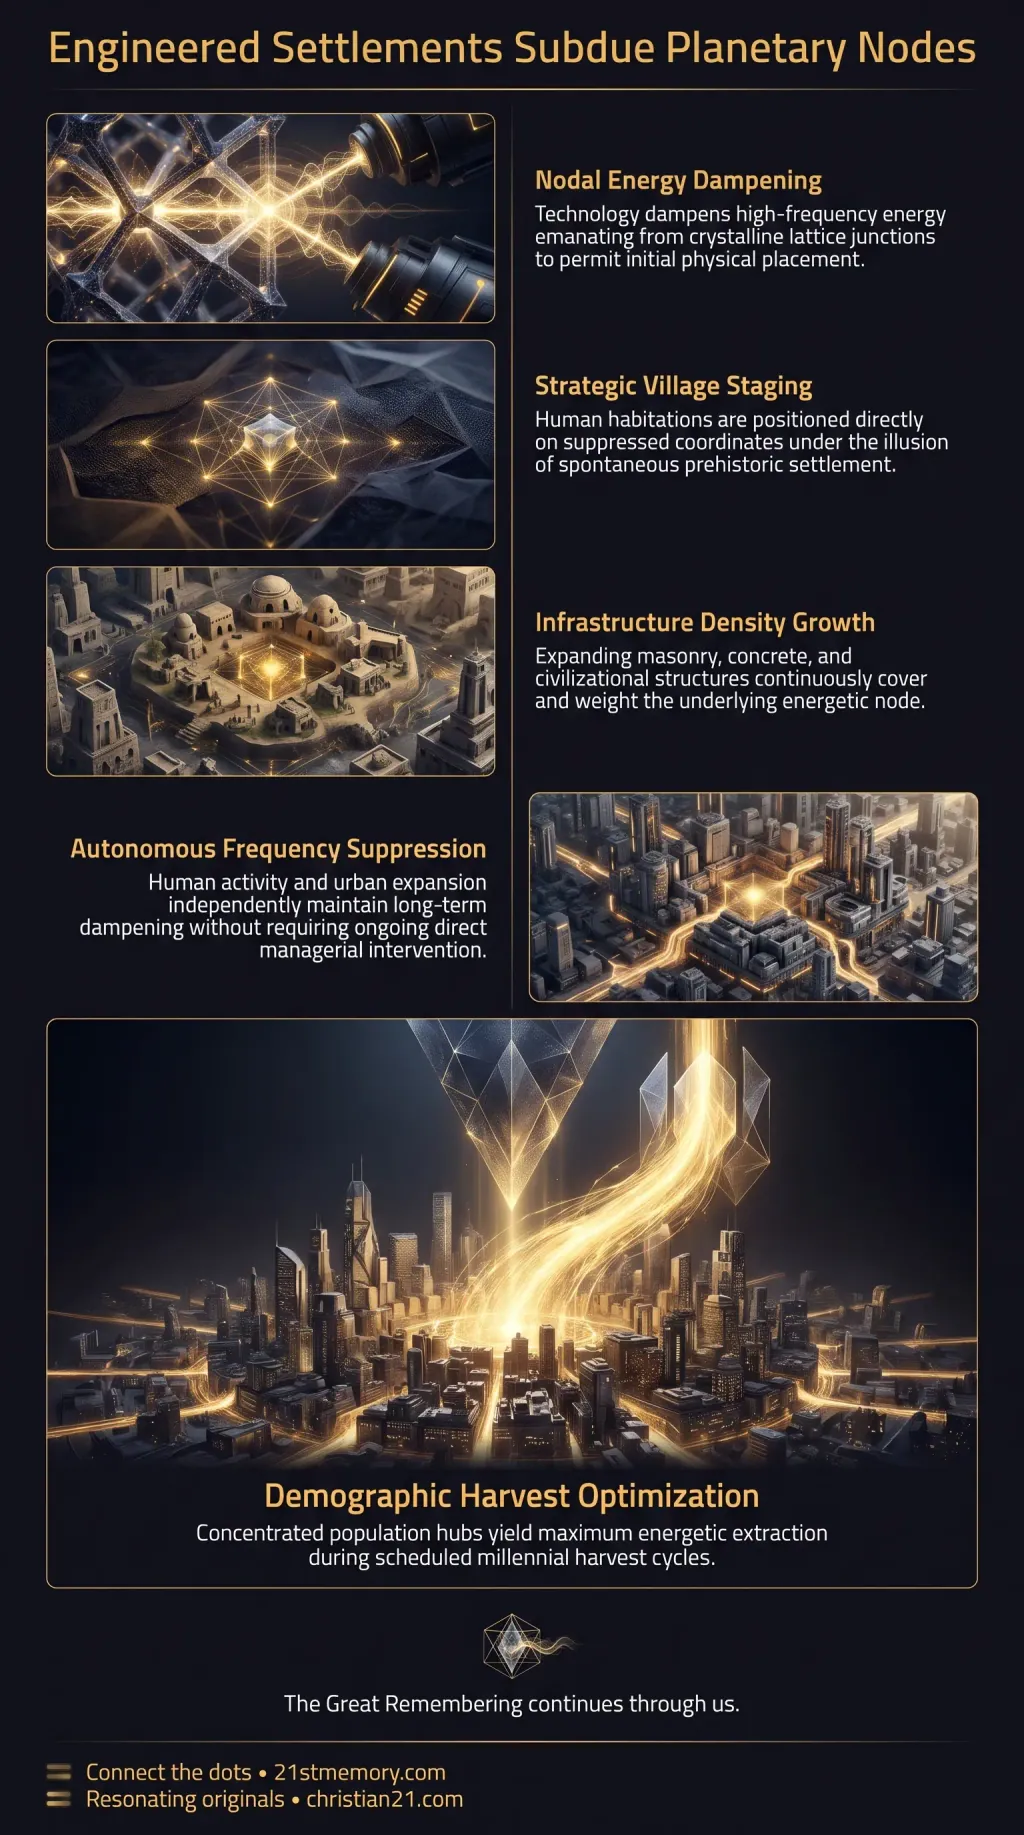 Engineered Settlements Subdue Planetary Nodes
Nodal Energy Dampening
Technology dampens high-frequency energy
emanating from crystalline lattice junctions
to permit initial physical placement.
Strategic Village Staging
Human habitations are positioned directly
on suppressed coordinates under the illusion
of spontaneous prehistoric settlement.
Infrastructure Density Growth
Expanding masonry, concrete, and
civilizational structures continuously cover
and weight the underlying energetic node.
Autonomous Frequency Suppression
Human activity and urban expansion
independently maintain long-term
dampening without requiring ongoing direct
managerial intervention.
Demographic Harvest Optimization
Concentrated population hubs yield maximum energetic extraction
during scheduled millennial harvest cycles.
The Great Remembering continues through us.
Connect the dots • 21stmemory.com
Resonating originals • christian21.com